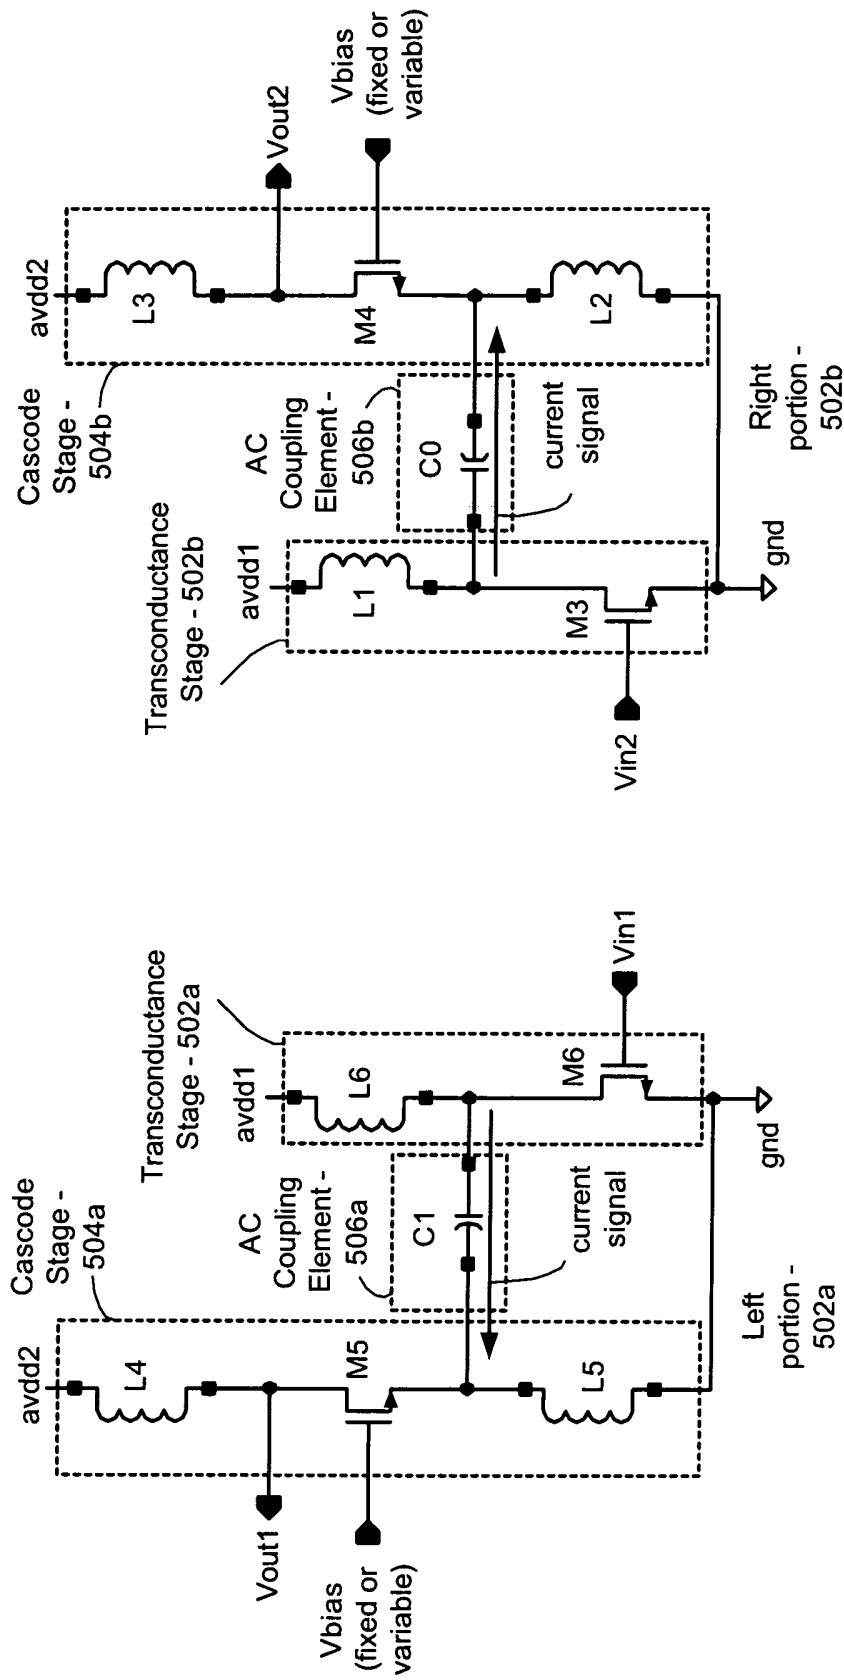 Cascode
Stage -
504a
Transconductance
Stage - 502a
avdd2
L4
Vout1
M5
Vbias
(fixed or
variable)
L5
AC
Coupling
Element -
506a
C1
current
signal
avdd1
L6
M6
Vin1
gnd
Left
portion -
502a
Transconductance
Stage - 502b
Cascode
Stage -
504b
avdd1
L1
M3
Vin2
gnd
AC
Coupling
Element -
506b
C0
current
signal
avdd2
L3
Vout2
M4
Vbias
(fixed or
variable)
L2
Right
portion -
502b